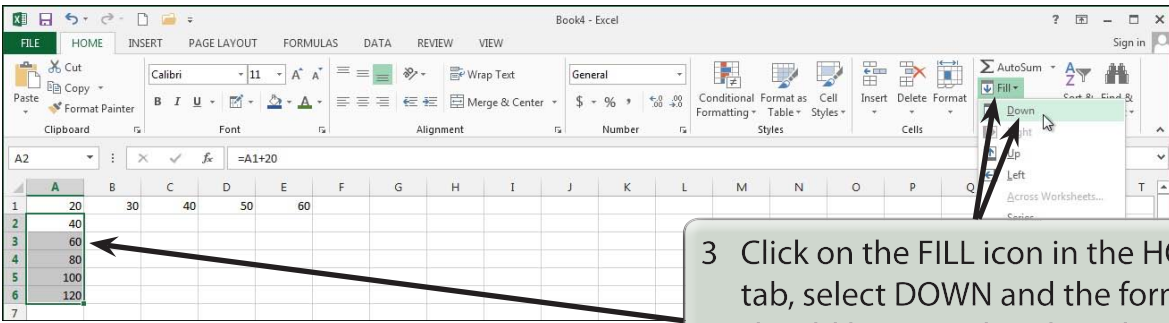 Book4 - Excel
FILE HOME INSERT PAGE LAYOUT FORMULAS DATA REVIEW VIEW Sign in
Cut
Copy
Format Painter
Paste
Calibri 11
B I U
Wrap Text
Merge & Center
General
$ % ,
Conditional Formatting
Format as Table
Cell Styles
Insert Delete Format
AutoSum
Fill
Down
Up
Left
Across Worksheets...
Clipboard Font Alignment Number Styles Cells
A2 fx =A1+20
A B C D E F G H I J K L M N O P Q T
1 20 30 40 50 60
2 40
3 60
4 80
5 100
6 120
7
3 Click on the FILL icon in the
tab, select DOWN and the